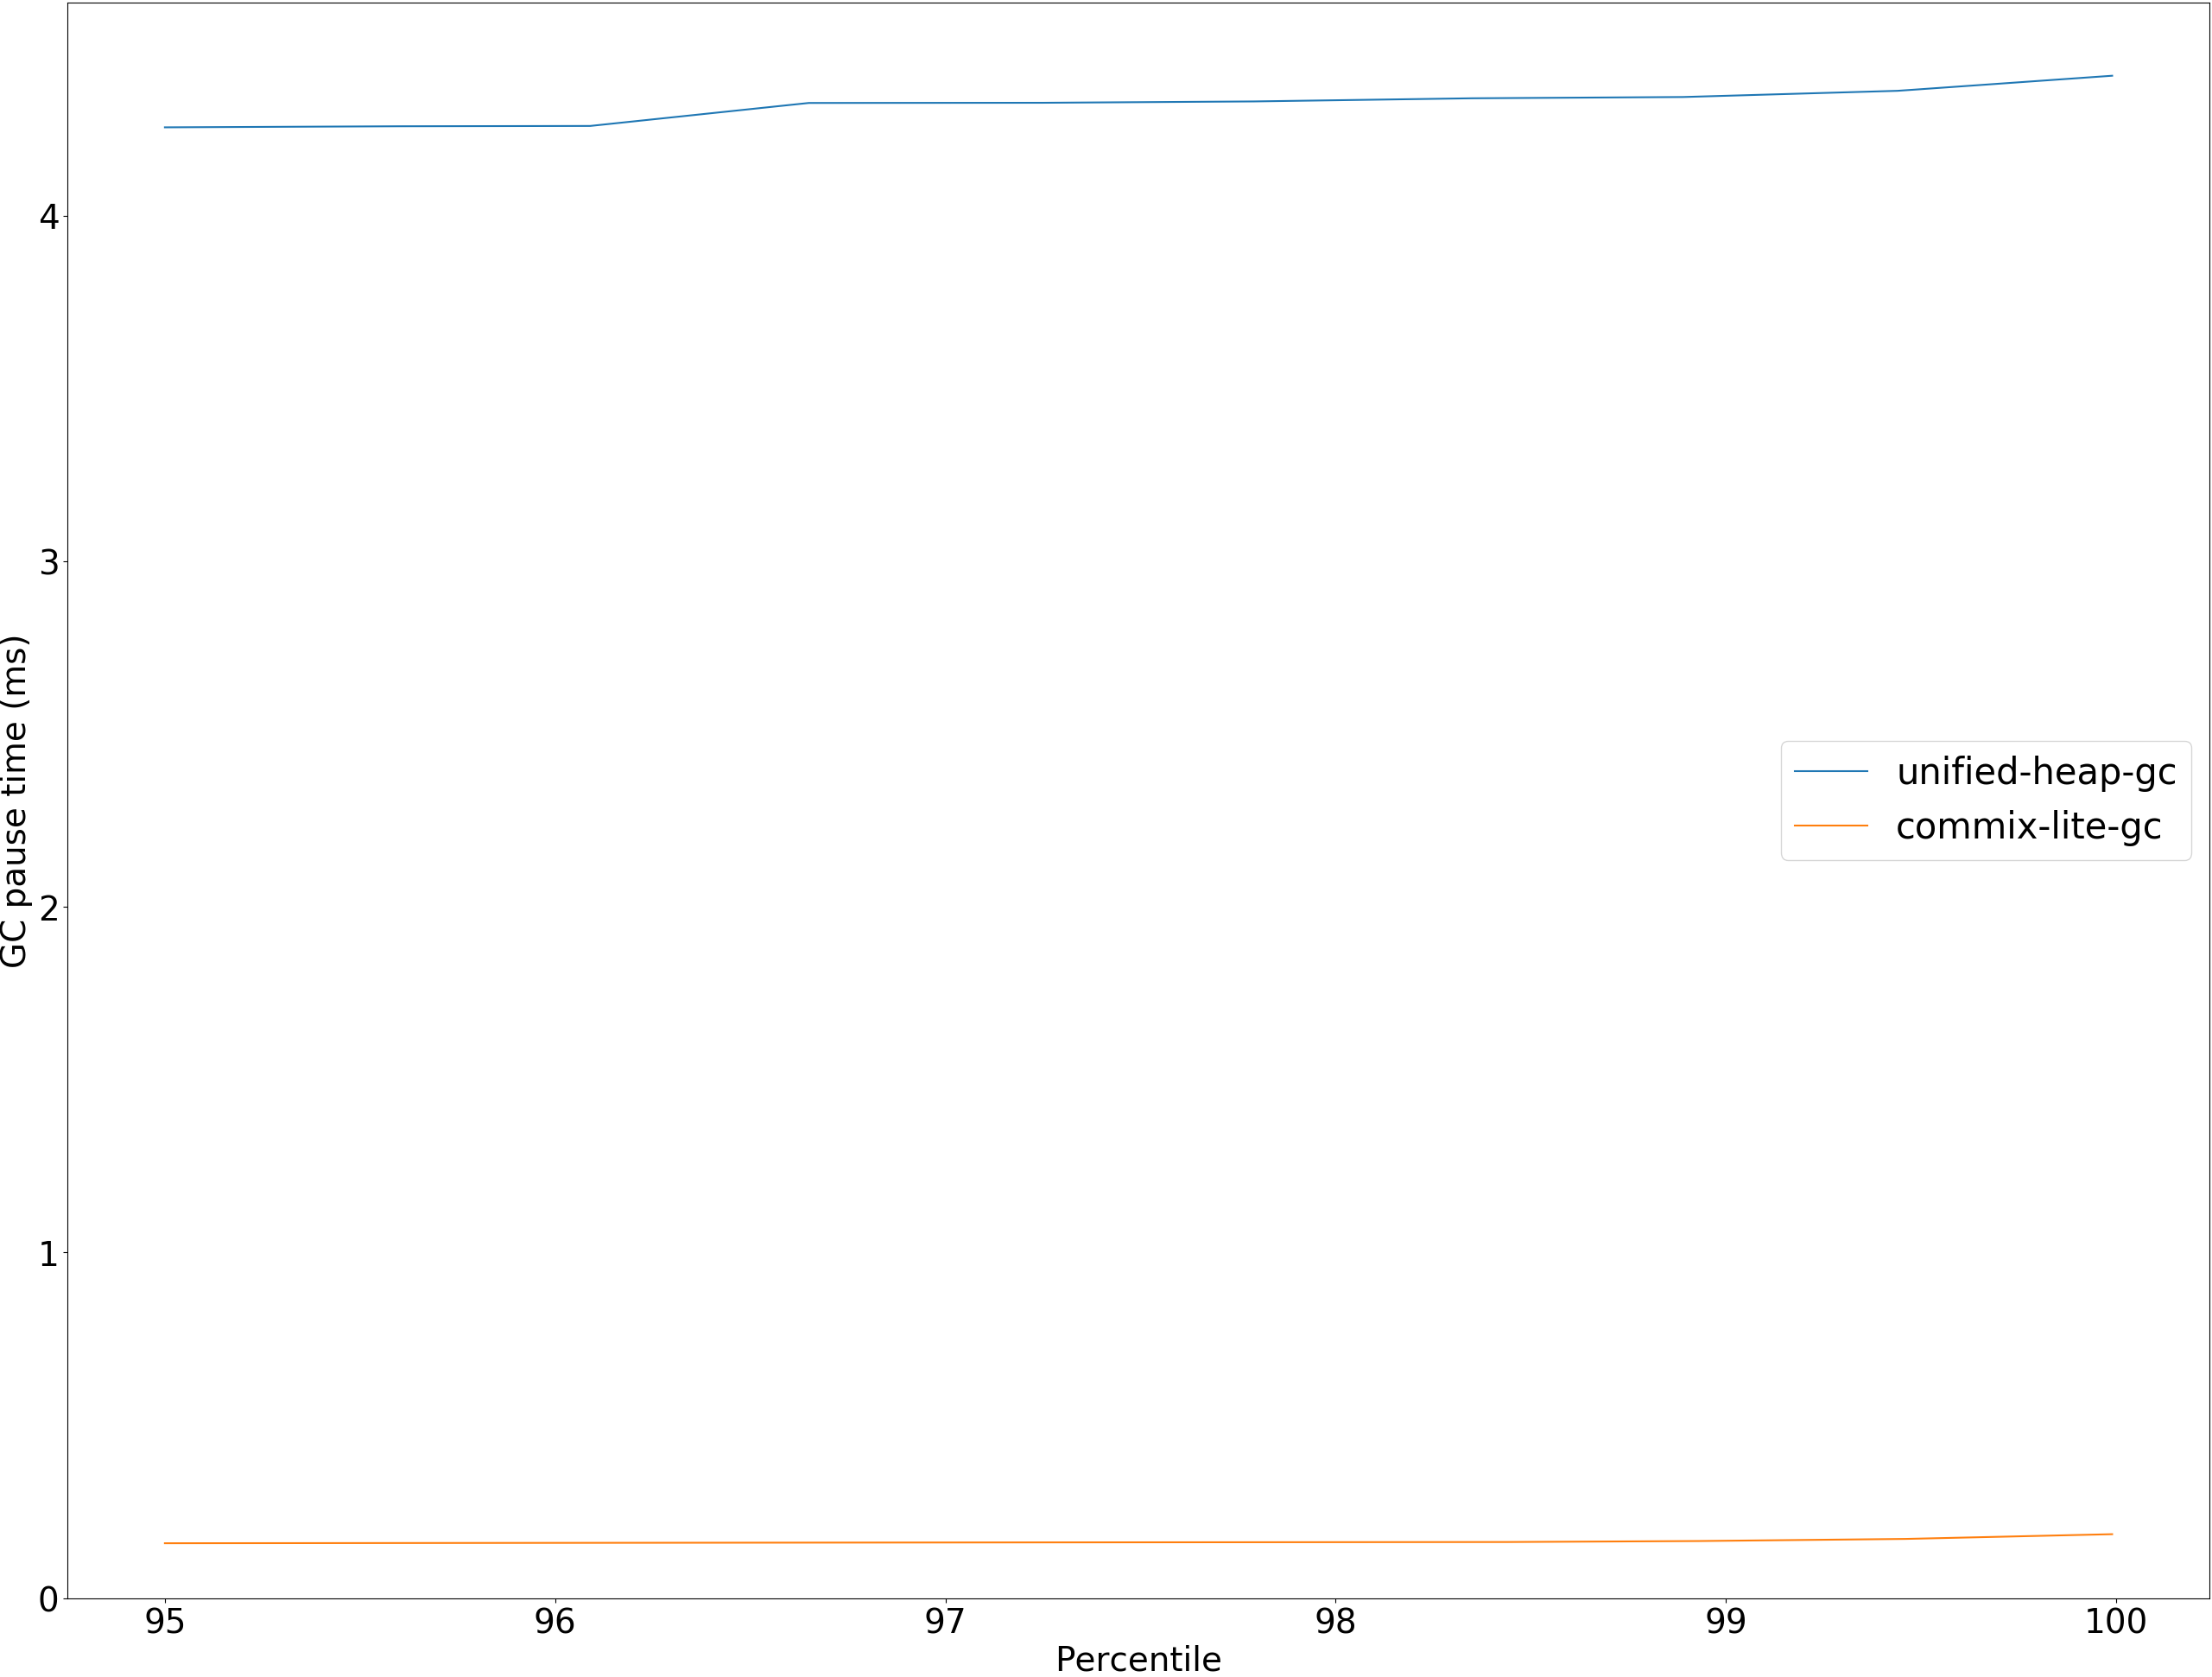 4
3
2
1
0
GC pause time (ms)
unified-heap-gc
commix-lite-gc
95 96 97 98 99 100
Percentile